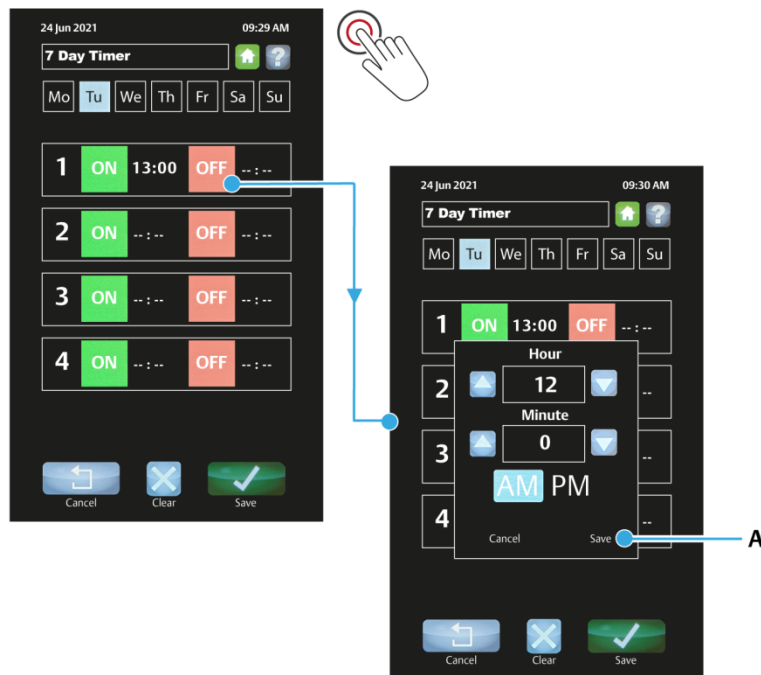 24 Jun 2021 09:29 AM
7 Day Timer ?
Mo Tu We Th Fr Sa Su
1 ON 13:00 OFF --:--
2 ON --:-- OFF --:--
3 ON --:-- OFF --:--
4 ON --:-- OFF --:--
Cancel Clear Save
24 Jun 2021 09:30 AM
7 Day Timer ?
Mo Tu We Th Fr Sa Su
1 ON 13:00 OFF --:--
Hour
2 12 --
Minute
3 0 --
AM PM
4 --
Cancel Save
A
Cancel Clear Save